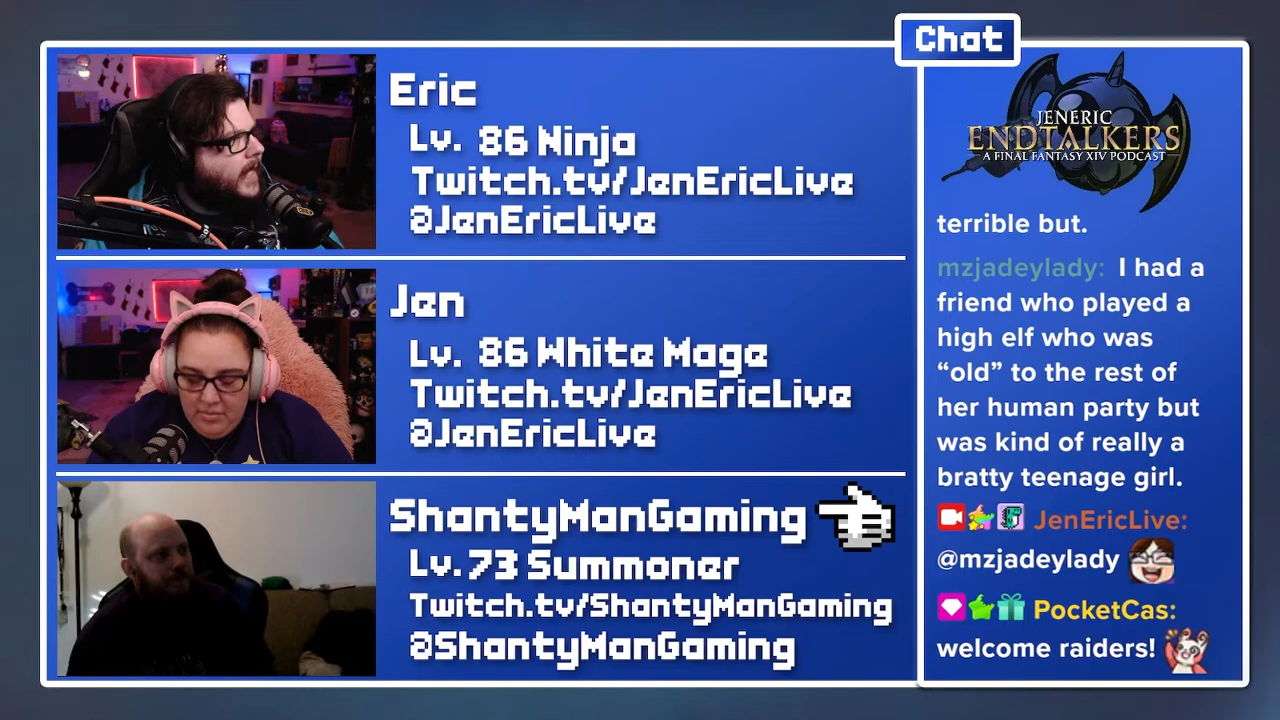 Chat
Eric
Lv. 86 Ninja
Twitch.tv/JenEricLive
@JenEricLive
Jen
Lv. 86 White Mage
Twitch.tv/JenEricLive
@JenEricLive
ShantyManGaming
Lv. 73 Summoner
Twitch.tv/ShantyManGaming
@ShantyManGaming
JENERIC
ENDTALKERS
A FINAL FANTASY XIV PODCAST
terrible but.
mzjadeylady: I had a
friend who played a
high elf who was
“old” to the rest of
her human party but
was kind of really a
bratty teenage girl.
JenEricLive:
@mzjadeylady
PocketCas:
welcome raiders!